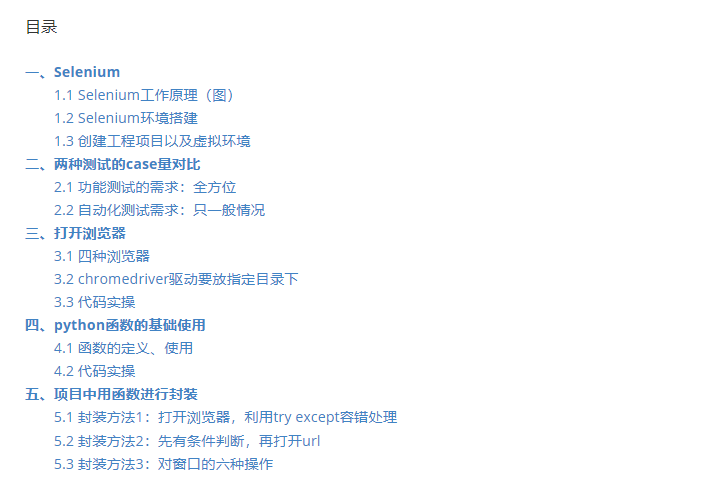 目录
一、Selenium
1.1 Selenium工作原理（图）
1.2 Selenium环境搭建
1.3 创建工程项目以及虚拟环境
二、两种测试的case量对比
2.1 功能测试的需求：全方位
2.2 自动化测试需求：只一般情况
三、打开浏览器
3.1 四种浏览器
3.2 chromedriver驱动要放指定目录下
3.3 代码实操
四、python函数的基础使用
4.1 函数的定义、使用
4.2 代码实操
五、项目中用函数进行封装
5.1 封装方法1：打开浏览器，利用try except容错处理
5.2 封装方法2：先有条件判断，再打开url
5.3 封装方法3：对窗口的六种操作